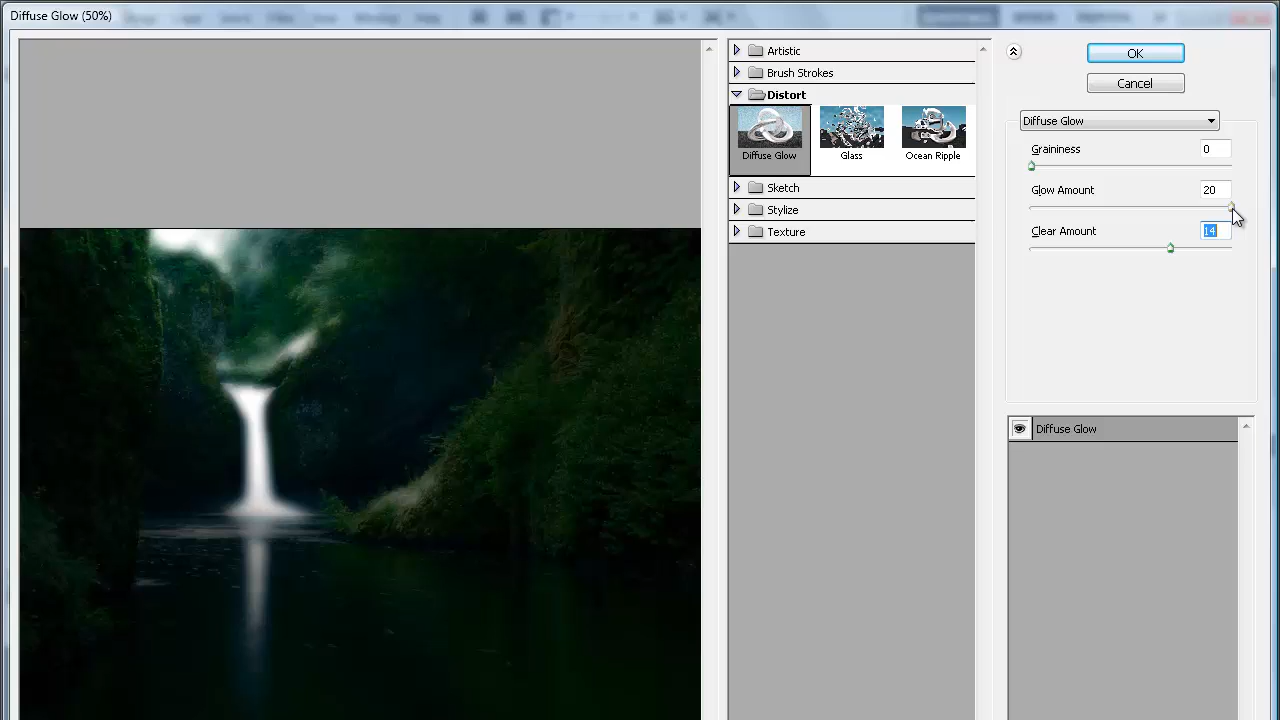 Diffuse Glow (50%)
Artistic
Brush Strokes
Distort
Diffuse Glow
Glass
Ocean Ripple
Sketch
Stylize
Texture
OK
Cancel
Diffuse Glow
Graininess 0
Glow Amount 20
Clear Amount 14
Diffuse Glow